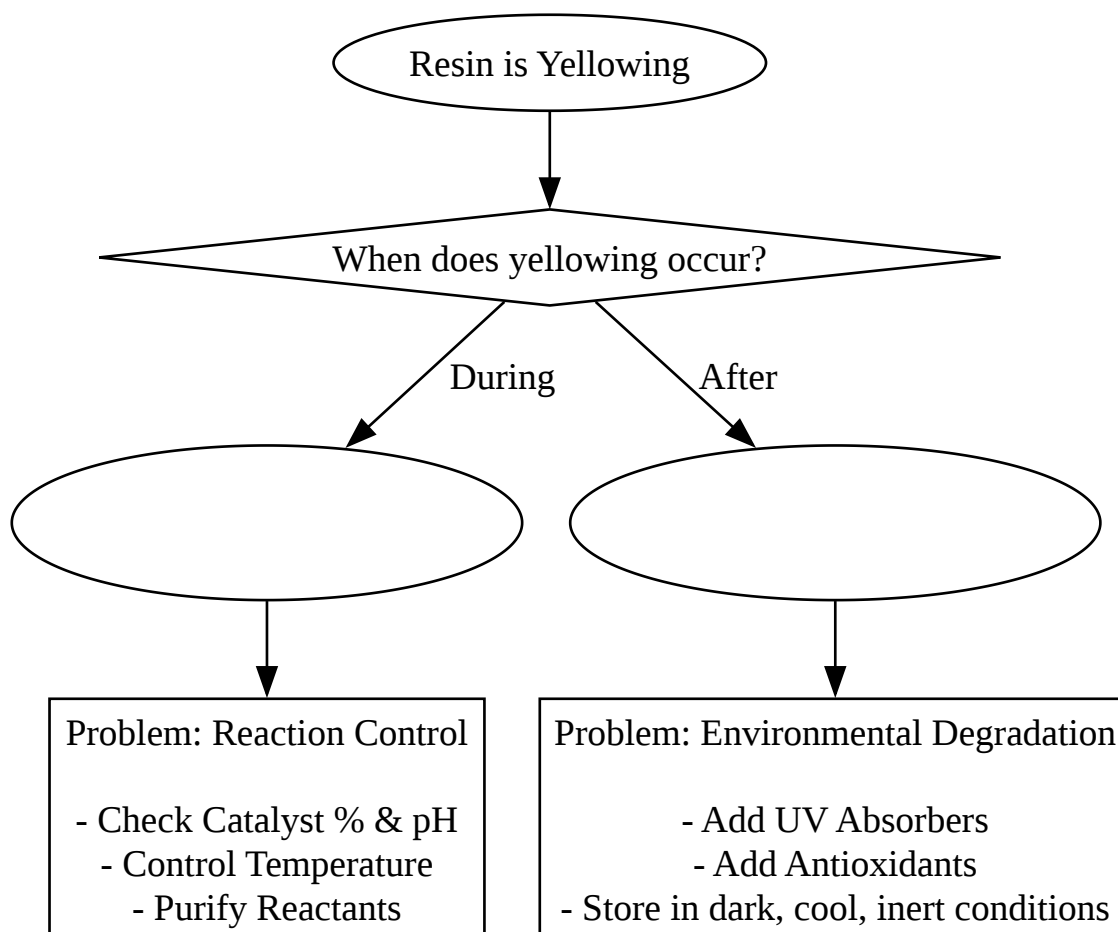 Resin is Yellowing
When does yellowing occur?
During
After
Problem: Reaction Control
- Check Catalyst % & pH
- Control Temperature
- Purify Reactants
Problem: Environmental Degradation
- Add UV Absorbers
- Add Antioxidants
- Store in dark, cool, inert conditions